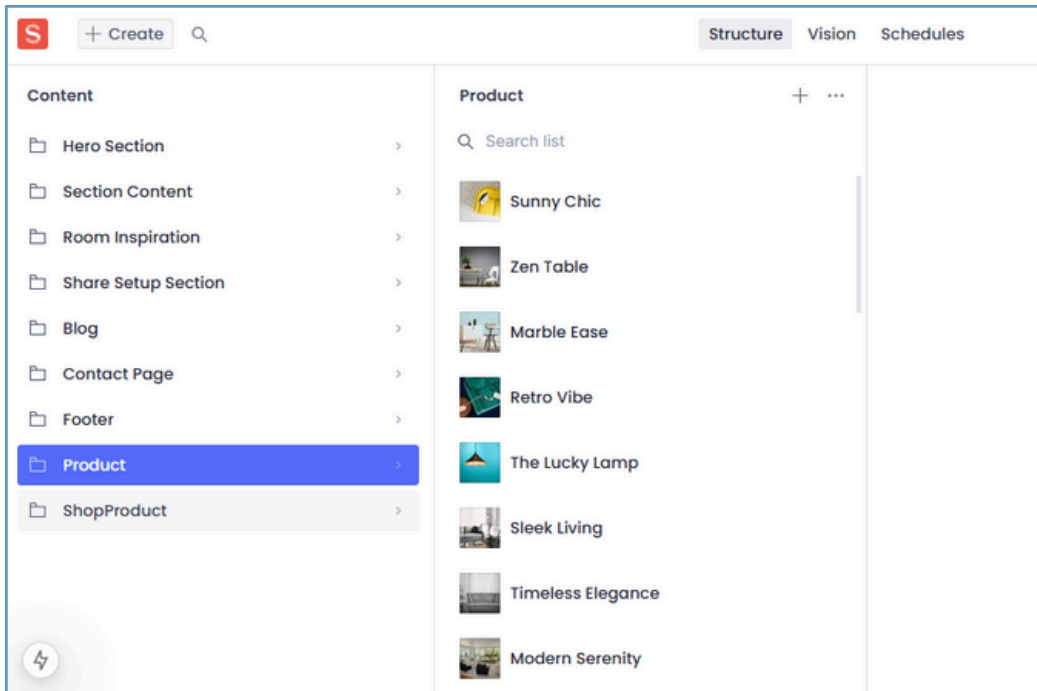 S
Create
Structure
Vision
Schedules
Content
Hero Section
Section Content
Room Inspiration
Share Setup Section
Blog
Contact Page
Footer
Product
ShopProduct
Product
Search list
Sunny Chic
Zen Table
Marble Ease
Retro Vibe
The Lucky Lamp
Sleek Living
Timeless Elegance
Modern Serenity